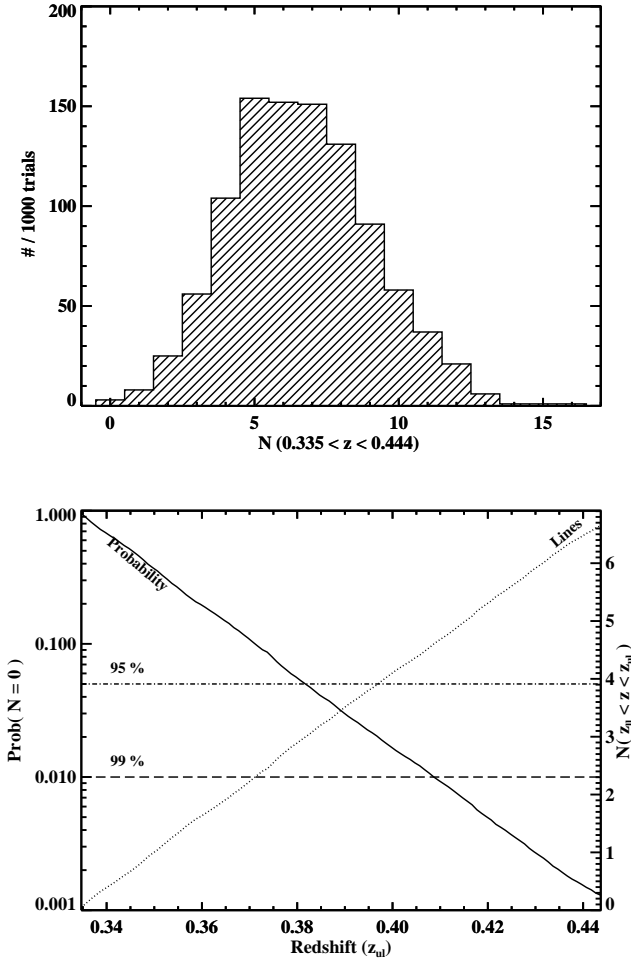 200
150
100
50
0
# / 1000 trials
0 5 10 15
N (0.335 < z < 0.444)
1.000
0.100
0.010
0.001
Prob( N = 0 )
Probability
Lines
95 %
99 %
6
5
4
3
2
1
0
N( z_ll < z < z_ul )
0.34 0.36 0.38 0.40 0.42 0.44
Redshift (z_ul)